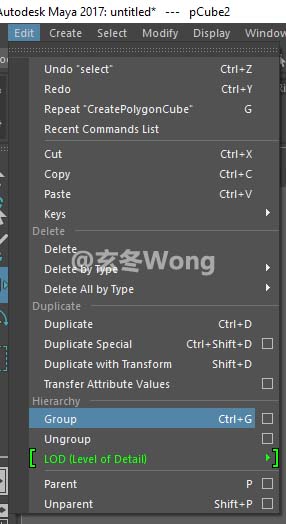 Autodesk Maya 2017: untitled* --- pCube2
Edit Create Select Modify Display Window
Undo "select" Ctrl+Z
Redo Ctrl+Y
Repeat "CreatePolygonCube" G
Recent Commands List
Cut Ctrl+X
Copy Ctrl+C
Paste Ctrl+V
Keys
Delete
Delete
@玄冬Wong
Delete by Type
Delete All by Type
Duplicate
Duplicate Ctrl+D
Duplicate Special Ctrl+Shift+D
Duplicate with Transform Shift+D
Transfer Attribute Values
Hierarchy
Group Ctrl+G
Ungroup
LOD (Level of Detail)
Parent P
Unparent Shift+P